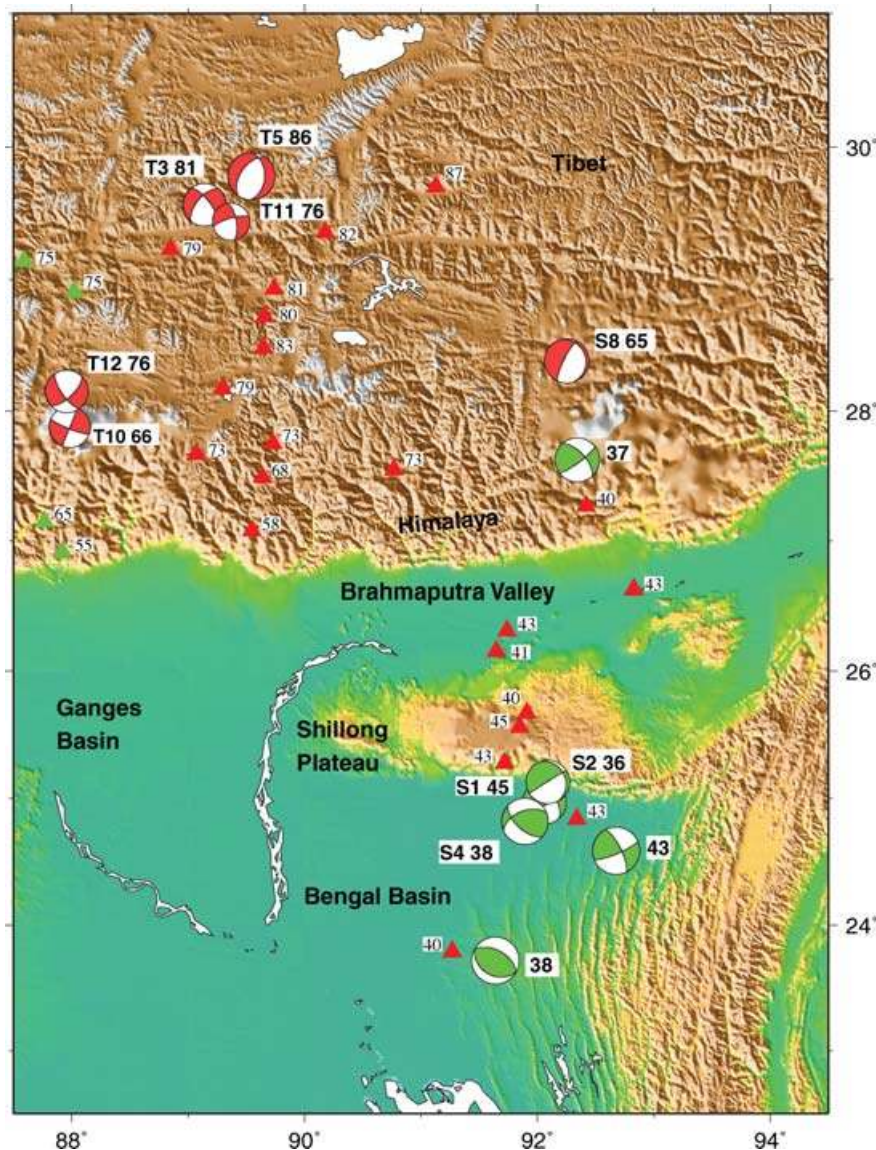 T5 86
T3 81
30°
87
Tibet
T11 76
82
79
75
75
81
80
S8 65
83
T12 76
79
28°
T10 66
73
37
73
73
68
40
65
58
Himalaya
55
43
Brahmaputra Valley
43
41
26°
40
Ganges
Basin
45
Shillong
Plateau
43
S2 36
S1 45
43
S4 38
43
Bengal Basin
24°
40
38
88°
90°
92°
94°